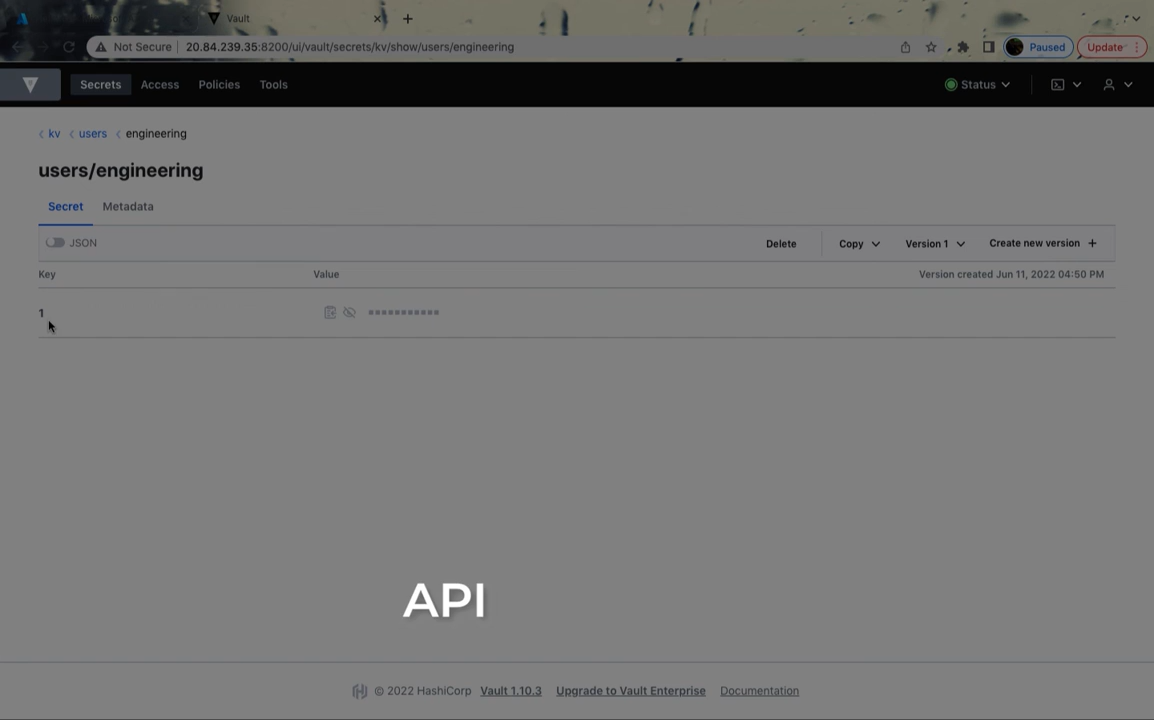 Vault
Not Secure 20.84.239.35:8200/ui/vault/secrets/kv/show/users/engineering Paused Update
Secrets Access Policies Tools Status
kv users engineering
users/engineering
Secret Metadata
JSON Delete Copy Version 1 Create new version +
Key Value Version created Jun 11, 2022 04:50 PM
1
API
© 2022 HashiCorp Vault 1.10.3 Upgrade to Vault Enterprise Documentation